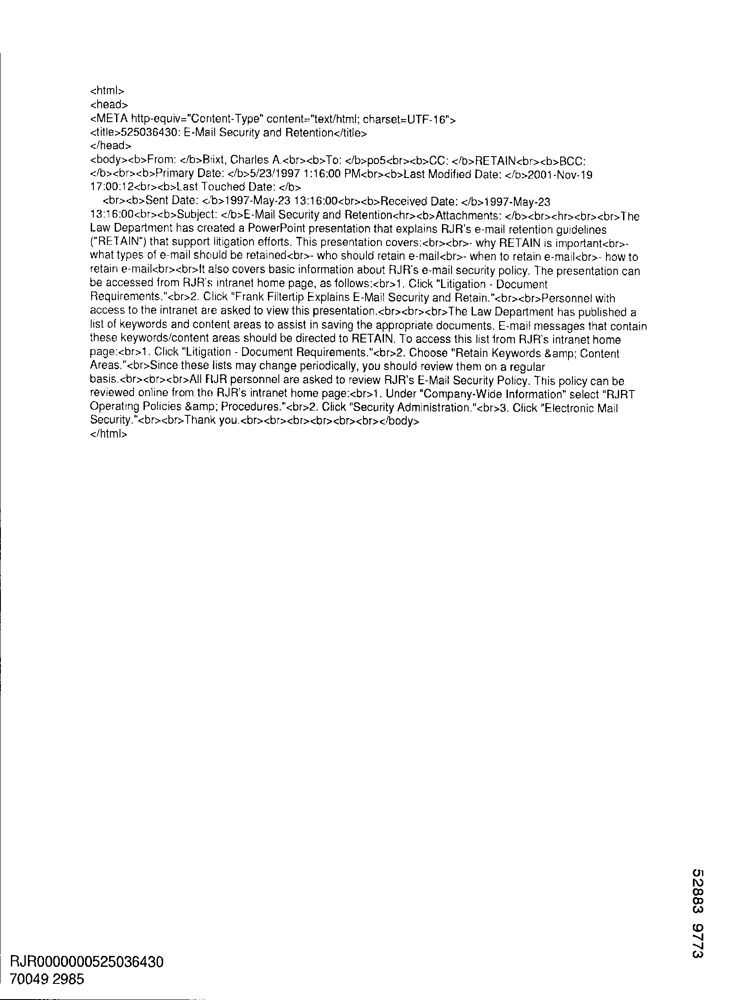 <html>
<head>
<META http-equiv="Content-Type" content="text/html; charset=UTF-16">
<title>525036430: E-Mail Security and Retention</title>
</head>
<body><b>From: </b>Blixt, Charles A.<br><b>To: </b>po5<br><b>CC: </b>RETAIN<br><b>BCC:
</b><br><b>Primary Date: </b>5/23/1997 1:16:00 PM<br><b>Last Modified Date: </b>2001-Nov-19
17:00:12<br><b>Last Touched Date: </b>
<br><b>Sent Date: </b>1997-May-23 13:16:00<br><b>Received Date: </b>1997-May-23
13:16:00<br><b>Subject: </b>E-Mail Security and Retention<hr><b>Attachments: </b><br><hr><br><br>The
Law Department has created a PowerPoint presentation that explains RJR's e-mail retention guidelines
("RETAIN") that support litigation efforts. This presentation covers:<br><br>- why RETAIN is important<br>-
what types of e-mail should be retained<br>- who should retain e-mail<br>- when to retain e-mail<br>- how to
retain e-mail<br><br>It also covers basic information about RJR's e-mail security policy. The presentation can
be accessed from RJR's intranet home page, as follows:<br>1. Click "Litigation - Document
Requirements."<br>2. Click "Frank Filtertip Explains E-Mail Security and Retain."<br><br>Personnel with
access to the intranet are asked to view this presentation.<br><br><br>The Law Department has published a
list of keywords and content areas to assist in saving the appropriate documents. E-mail messages that contain
these keywords/content areas should be directed to RETAIN. To access this list from RJR's intranet home
page:<br>1. Click "Litigation - Document Requirements."<br>2. Choose "Retain Keywords &amp; Content
Areas."<br>Since these lists may change periodically, you should review them on a regular
basis.<br><br><br>All RJR personnel are asked to review RJR's E-Mail Security Policy. This policy can be
reviewed online from the RJR's intranet home page:<br>1. Under "Company-Wide Information" select "RJRT
Operating Policies &amp; Procedures."<br>2. Click "Security Administration."<br>3. Click "Electronic Mail
Security."<br><br>Thank you.<br><br><br><br><br><br></body>
</html>
52883 9773
RJR0000000525036430
70049 2985